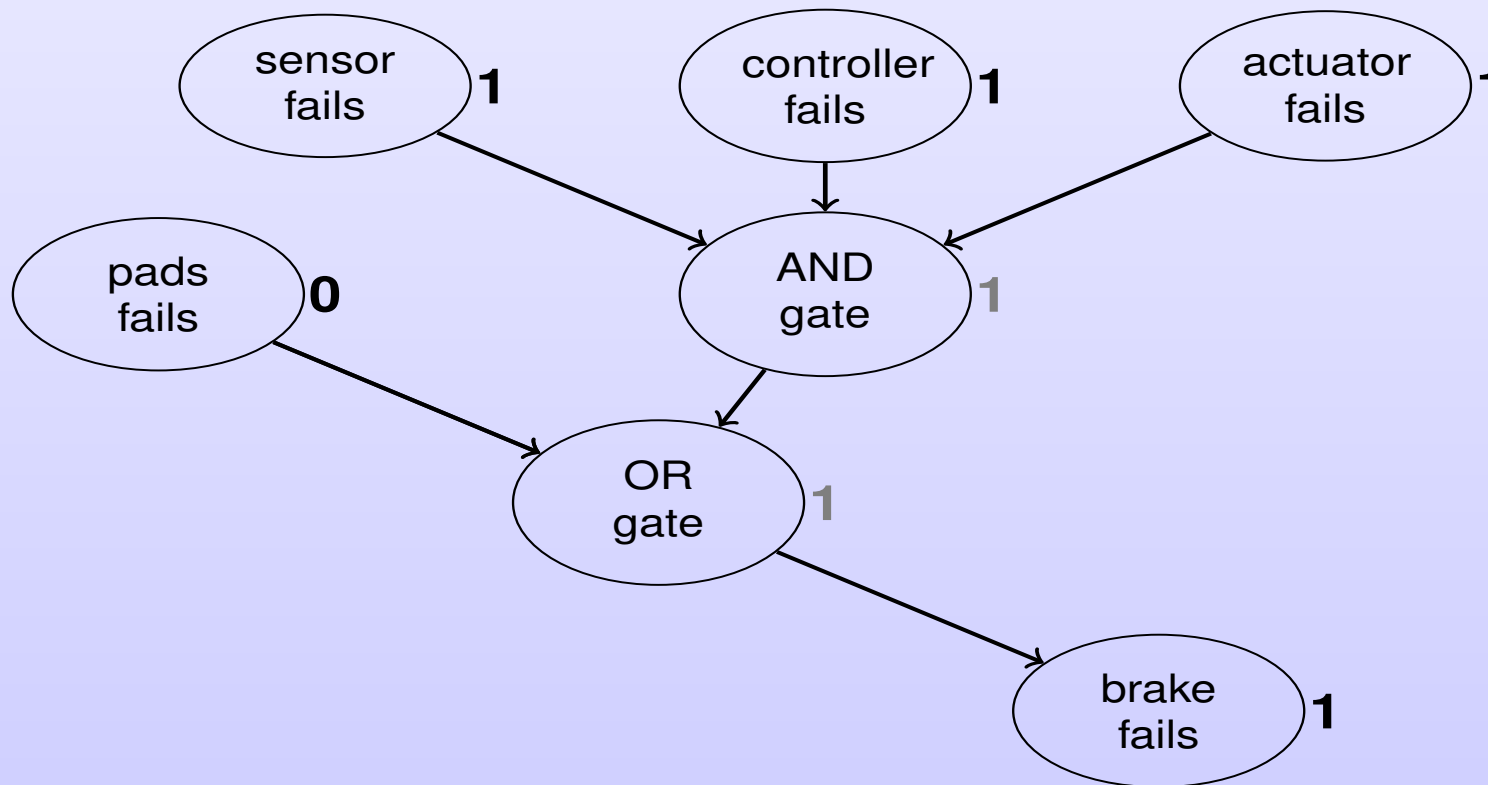 sensor
fails
1
controller
fails
1
actuator
fails
pads
fails
0
AND
gate
1
OR
gate
1
brake
fails
1